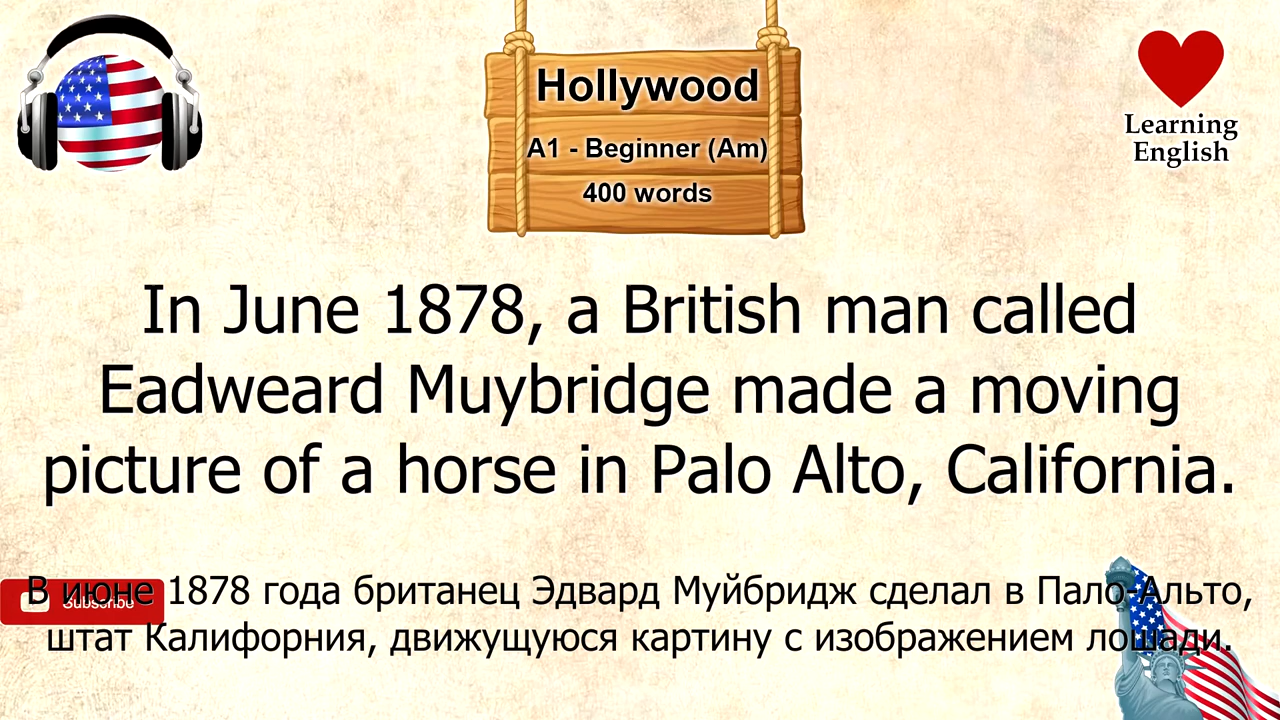 Hollywood
A1 - Beginner (Am)
400 words
Learning
English
In June 1878, a British man called
Eadweard Muybridge made a moving
picture of a horse in Palo Alto, California.
В июне 1878 года британец Эдвард Муйбридж сделал в Пало-Альто,
штат Калифорния, движущуюся картину с изображением лошади.
Subscribe